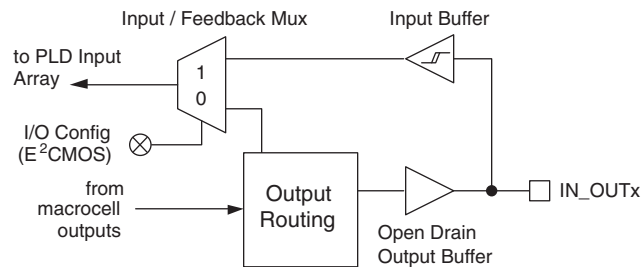 Input / Feedback Mux
Input Buffer
to PLD Input
Array
1
0
I/O Config
(E²CMOS)
from
macrocell
outputs
Output
Routing
IN_OUTx
Open Drain
Output Buffer